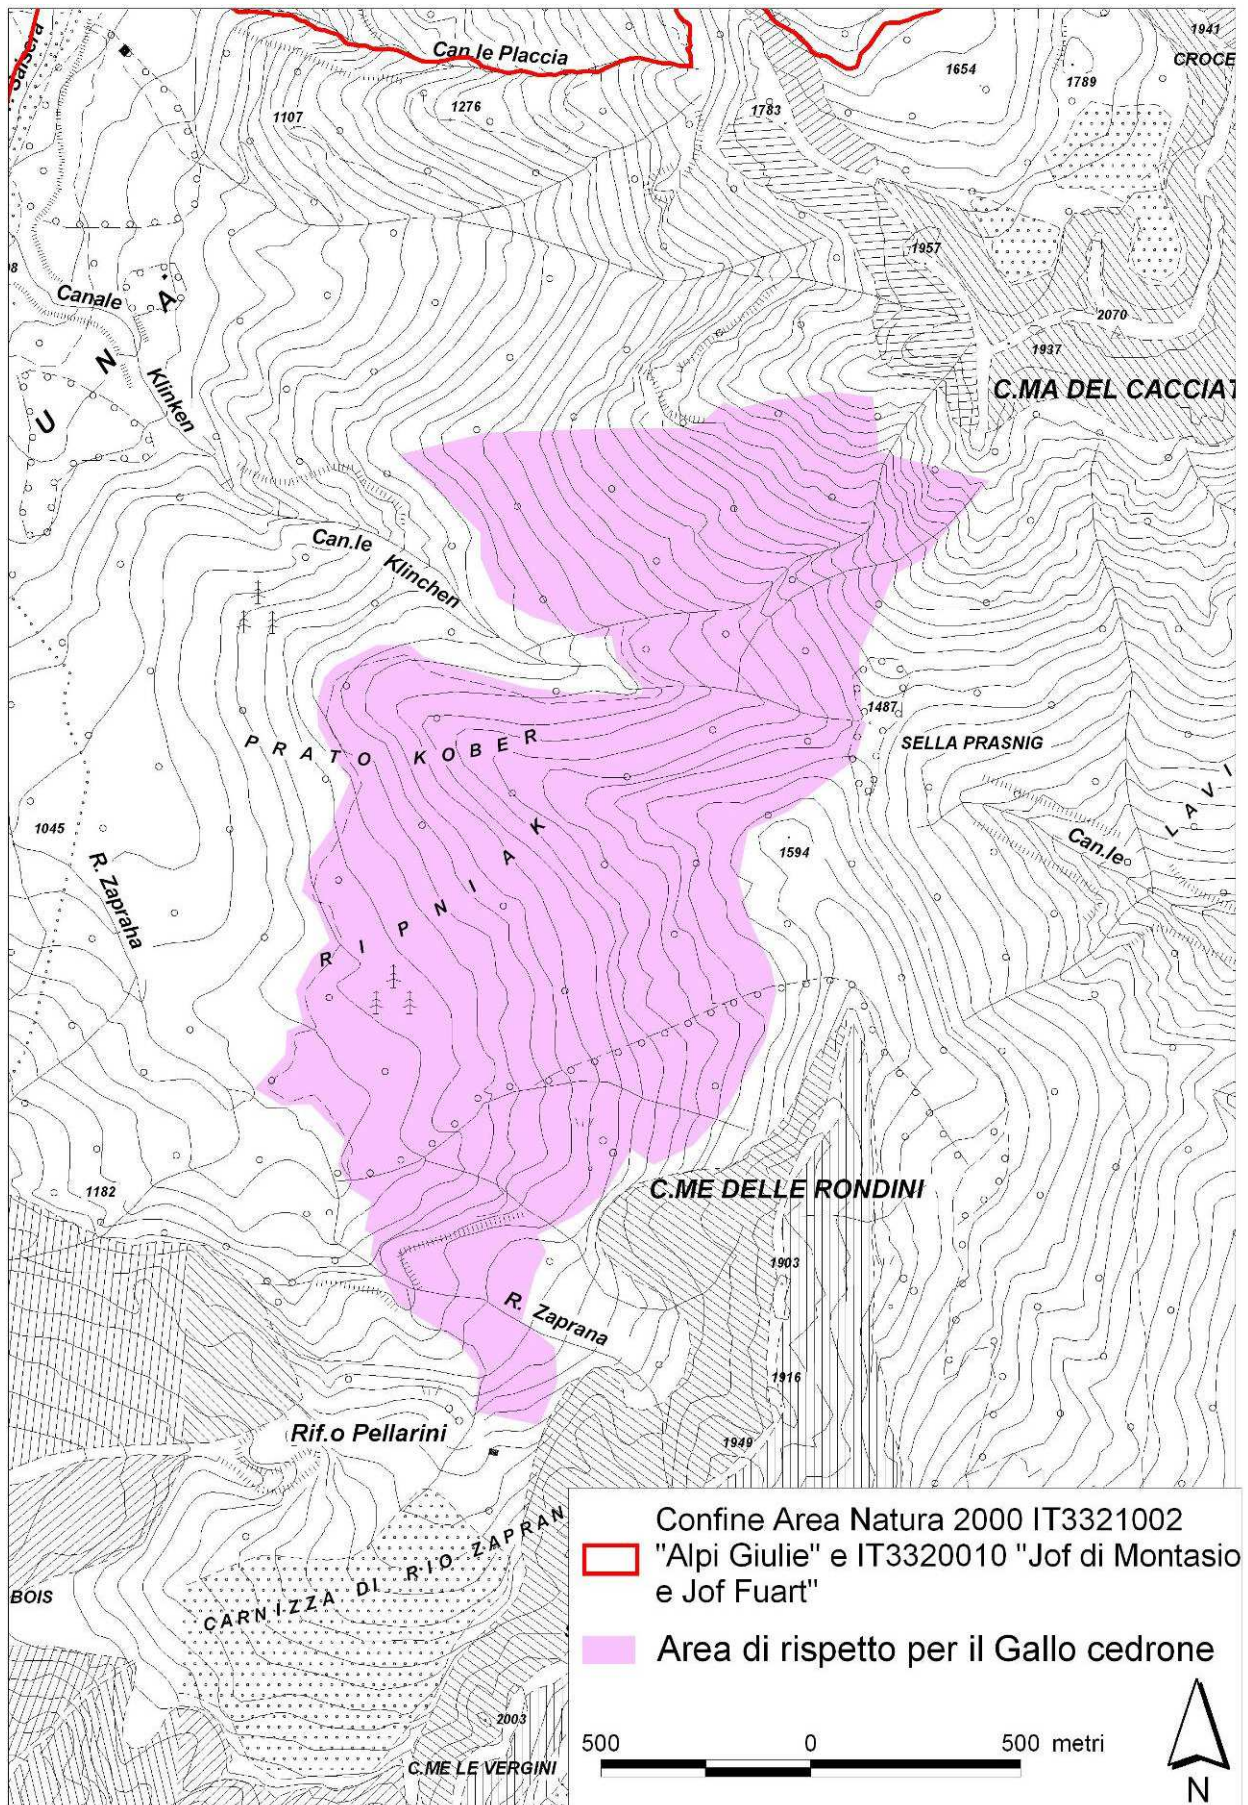 Saisera
Can.le Placcia
1941
CROCE
1654
1789
1276
1107
1783
1957
Canale
Klinken
U N A
2070
1937
C.MA DEL CACCIAT
Can.le Klinchen
PRATO KOBER
1487
SELLA PRASNIG
LAVI
Can.le
1045
R. Zapraha
1594
RIPNIAK
1182
C.ME DELLE RONDINI
1903
R. Zaprana
1916
Rif.o Pellarini
1949
CARNIZZA DI RIO ZAPRAN
BOIS
2003
C.ME LE VERGINI
Confine Area Natura 2000 IT3321002
"Alpi Giulie" e IT3320010 "Jof di Montasio
e Jof Fuart"
Area di rispetto per il Gallo cedrone
500 0 500 metri
N